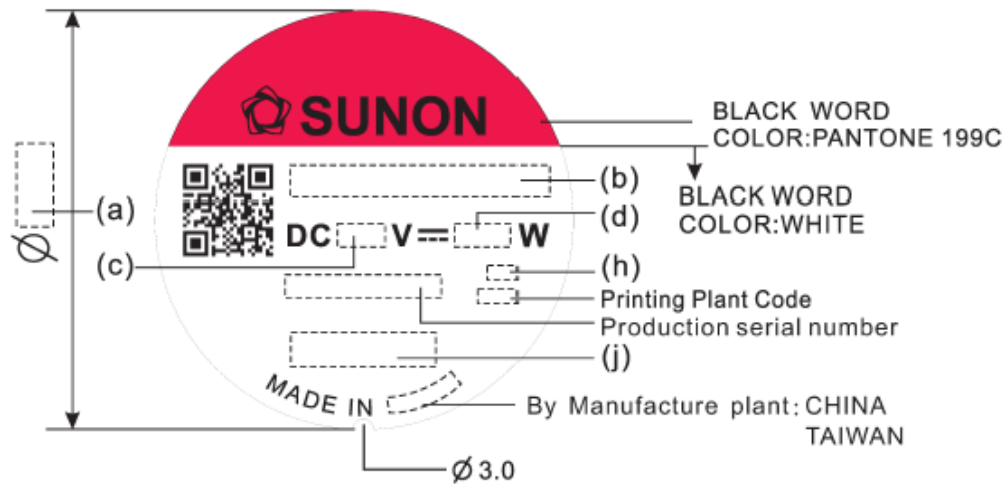 SUNON
BLACK WORD
COLOR:PANTONE 199C
BLACK WORD
COLOR:WHITE
(a)
Ø
(b)
(d)
DC V⎓ W
(c)
(h)
Printing Plant Code
Production serial number
(j)
MADE IN
By Manufacture plant: CHINA
TAIWAN
Ø 3.0